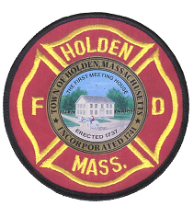 HOLDEN
F D
TOWN OF HOLDEN, MASSACHUSETTS
THE FIRST MEETING HOUSE
ERECTED 1737
INCORPORATED 1741
MASS.